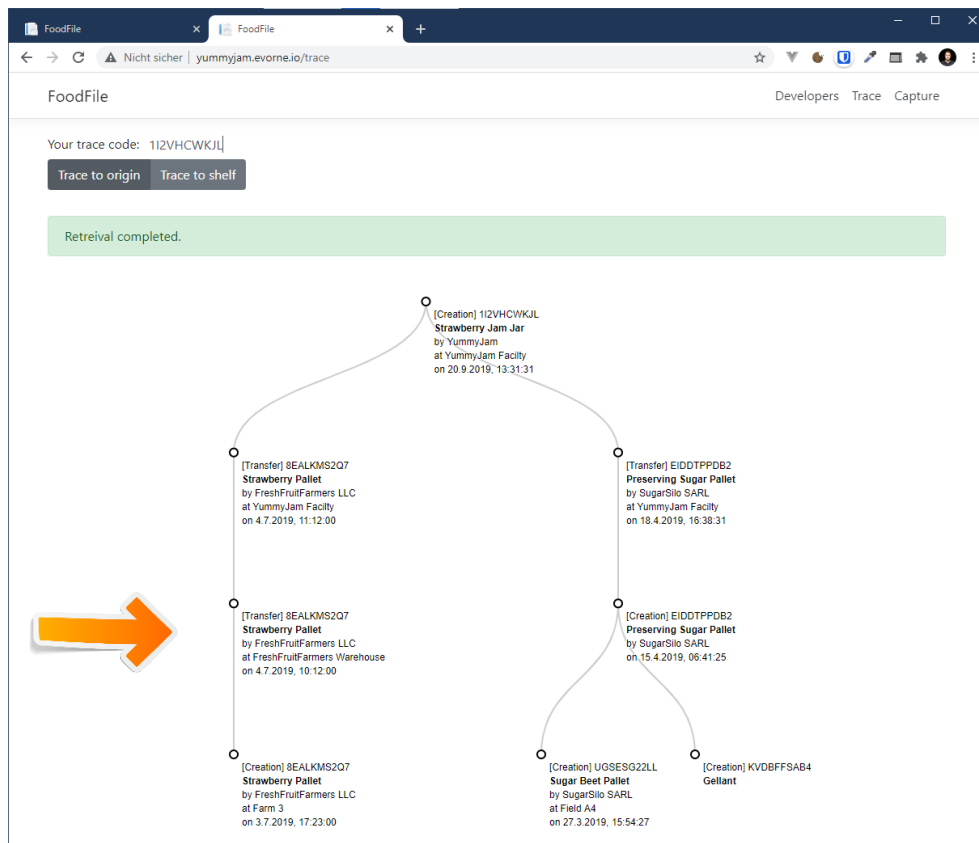 FoodFile
FoodFile
Nicht sicher
yummyjam.evorne.io/trace
FoodFile
Developers Trace Capture
Your trace code: 1I2VHCWKJL
Trace to origin Trace to shelf
Retreival completed.
[Creation] 1I2VHCWKJL
Strawberry Jam Jar
by YummyJam
at YummyJam Facilty
on 20.9.2019, 13:31:31
[Transfer] 8EALKMS2Q7
Strawberry Pallet
by FreshFruitFarmers LLC
at YummyJam Facilty
on 4.7.2019, 11:12:00
[Transfer] EIDDTPPDB2
Preserving Sugar Pallet
by SugarSilo SARL
at YummyJam Facilty
on 18.4.2019, 16:38:31
[Transfer] 8EALKMS2Q7
Strawberry Pallet
by FreshFruitFarmers LLC
at FreshFruitFarmers Warehouse
on 4.7.2019, 10:12:00
[Creation] EIDDTPPDB2
Preserving Sugar Pallet
by SugarSilo SARL
on 15.4.2019, 06:41:25
[Creation] 8EALKMS2Q7
Strawberry Pallet
by FreshFruitFarmers LLC
at Farm 3
on 3.7.2019, 17:23:00
[Creation] UGSESG22LL
Sugar Beet Pallet
by SugarSilo SARL
at Field A4
on 27.3.2019, 15:54:27
[Creation] KVDBFFSAB4
Gellant